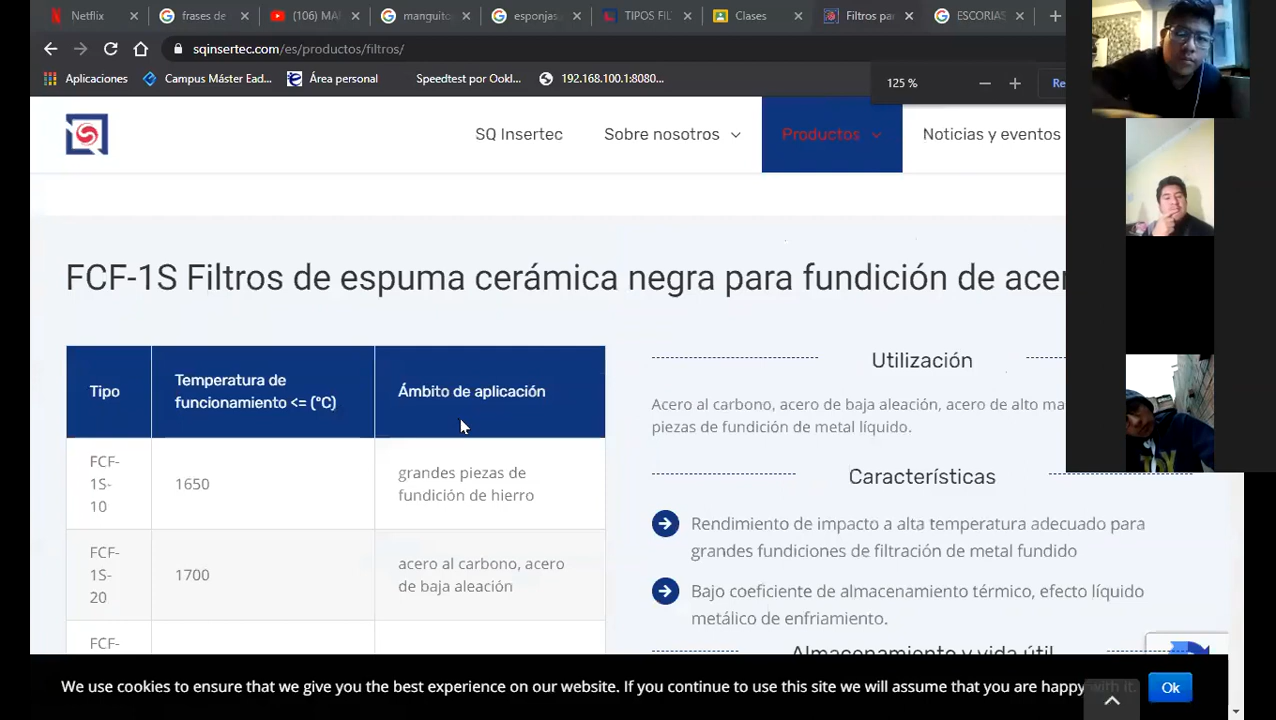 Netflix
frases de
(106) MA
manguito
esponjas
TIPOS FIL
Clases
Filtros pa
ESCORIAS
sqinsertec.com/es/productos/filtros/
Aplicaciones
Campus Máster Ead...
Área personal
Speedtest por Ookl...
192.168.100.1:8080...
125 %
Re
SQ Insertec
Sobre nosotros
Productos
Noticias y eventos
FCF-1S Filtros de espuma cerámica negra para fundición de acer
Tipo
Temperatura de
funcionamiento <= (°C)
Ámbito de aplicación
FCF-
1S-
10
1650
grandes piezas de
fundición de hierro
FCF-
1S-
20
1700
acero al carbono, acero
de baja aleación
FCF-
Utilización
Acero al carbono, acero de baja aleación, acero de alto ma
piezas de fundición de metal líquido.
Características
Rendimiento de impacto a alta temperatura adecuado para
grandes fundiciones de filtración de metal fundido
Bajo coeficiente de almacenamiento térmico, efecto líquido
metálico de enfriamiento.
Almacenamiento y vida útil
We use cookies to ensure that we give you the best experience on our website. If you continue to use this site we will assume that you are happy with it.
Ok